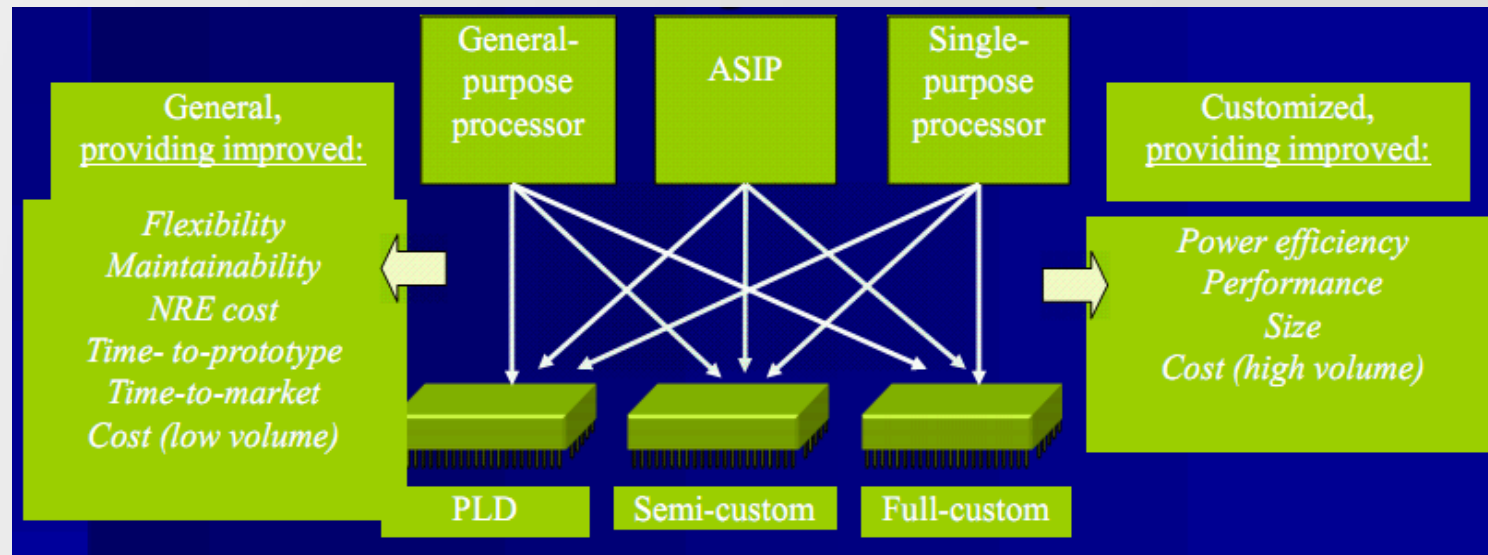 General-
purpose
processor
ASIP
Single-
purpose
processor
General,
providing improved:
Flexibility
Maintainability
NRE cost
Time- to-prototype
Time-to-market
Cost (low volume)
Customized,
providing improved:
Power efficiency
Performance
Size
Cost (high volume)
PLD
Semi-custom
Full-custom